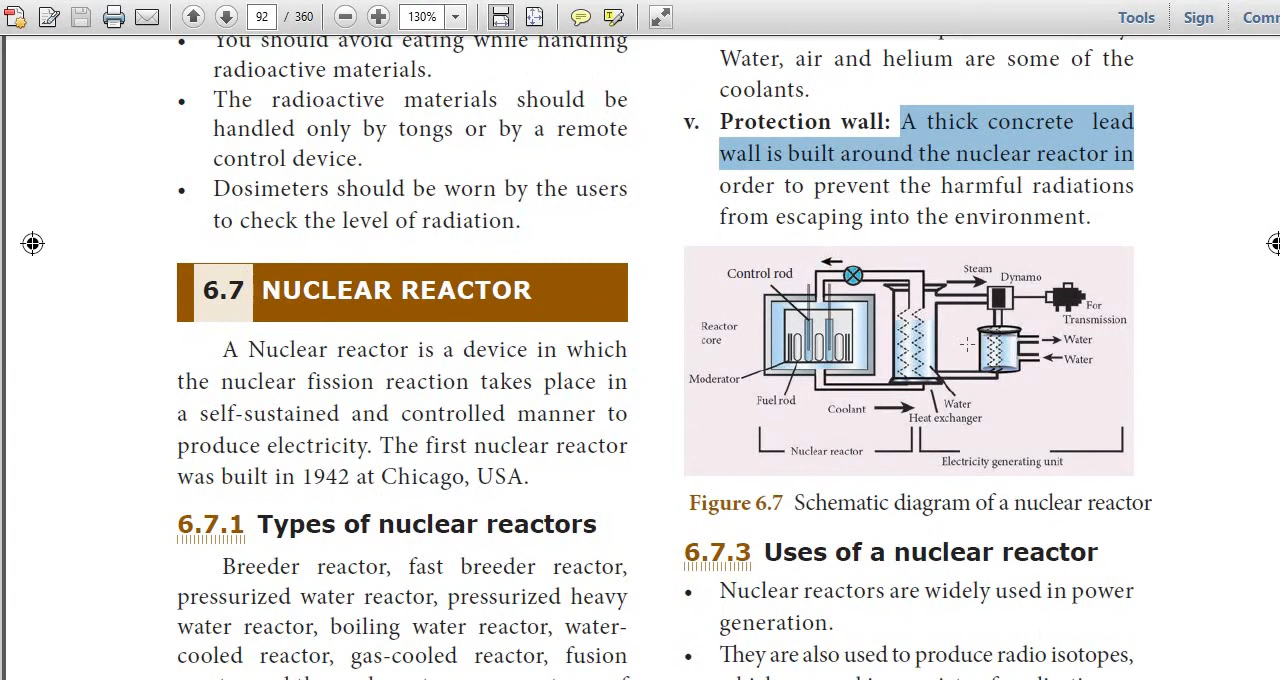 92 / 360
130%
Tools
Sign
Comm
You should avoid eating while handling
radioactive materials.
• The radioactive materials should be
handled only by tongs or by a remote
control device.
• Dosimeters should be worn by the users
to check the level of radiation.
6.7 NUCLEAR REACTOR
A Nuclear reactor is a device in which
the nuclear fission reaction takes place in
a self-sustained and controlled manner to
produce electricity. The first nuclear reactor
was built in 1942 at Chicago, USA.
6.7.1 Types of nuclear reactors
Breeder reactor, fast breeder reactor,
pressurized water reactor, pressurized heavy
water reactor, boiling water reactor, water-
cooled reactor, gas-cooled reactor, fusion
Water, air and helium are some of the
coolants.
v. Protection wall: A thick concrete lead
wall is built around the nuclear reactor in
order to prevent the harmful radiations
from escaping into the environment.
Control rod
Steam
Dynamo
For
Transmission
Reactor
core
Water
Water
Moderator
Fuel rod
Coolant
Water
Heat exchanger
Nuclear reactor
Electricity generating unit
Figure 6.7 Schematic diagram of a nuclear reactor
6.7.3 Uses of a nuclear reactor
• Nuclear reactors are widely used in power
generation.
• They are also used to produce radio isotopes,